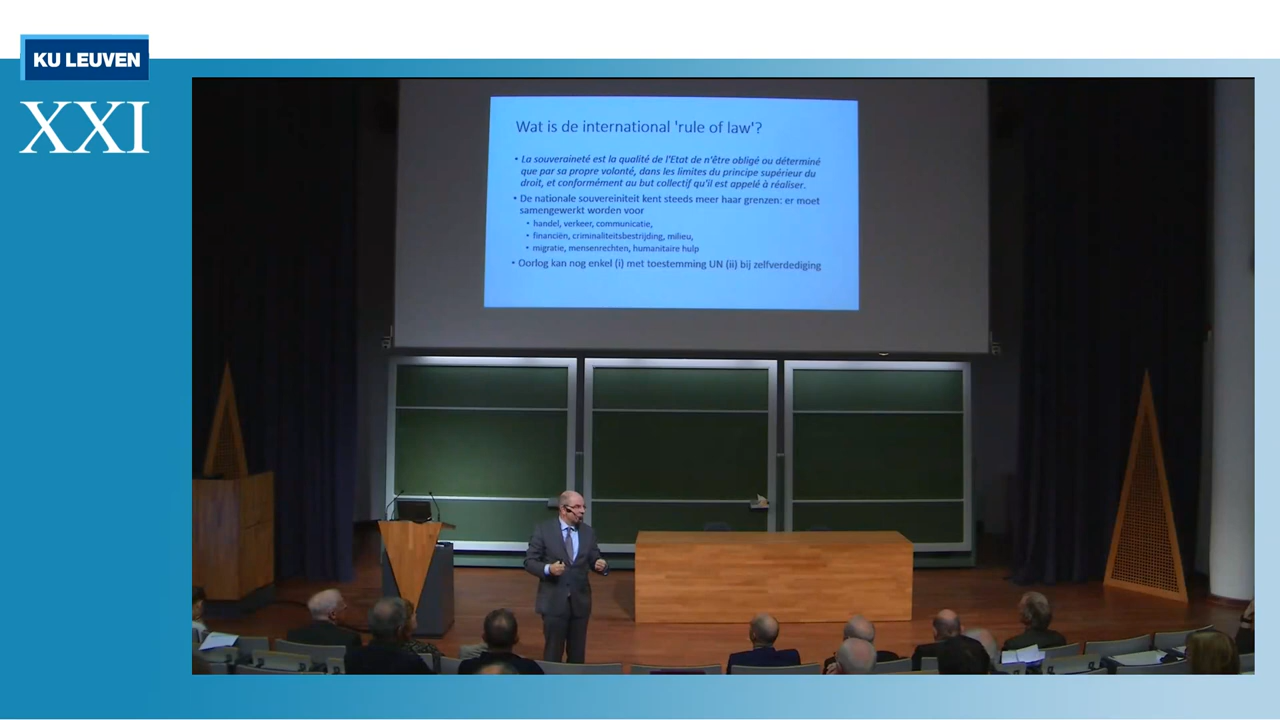 KU LEUVEN
XXI
Wat is de international 'rule of law'?
• La souveraineté est la qualité de l'Etat de n'être obligé ou déterminé
que par sa propre volonté, dans les limites du principe supérieur du
droit, et conformément au but collectif qu'il est appelé à réaliser.
• De nationale souvereiniteit kent steeds meer haar grenzen: er moet
samengewerkt worden voor
• handel, verkeer, communicatie,
• financiën, criminaliteitsbestrijding, milieu,
• migratie, mensenrechten, humanitaire hulp
• Oorlog kan nog enkel (i) met toestemming UN (ii) bij zelfverdediging